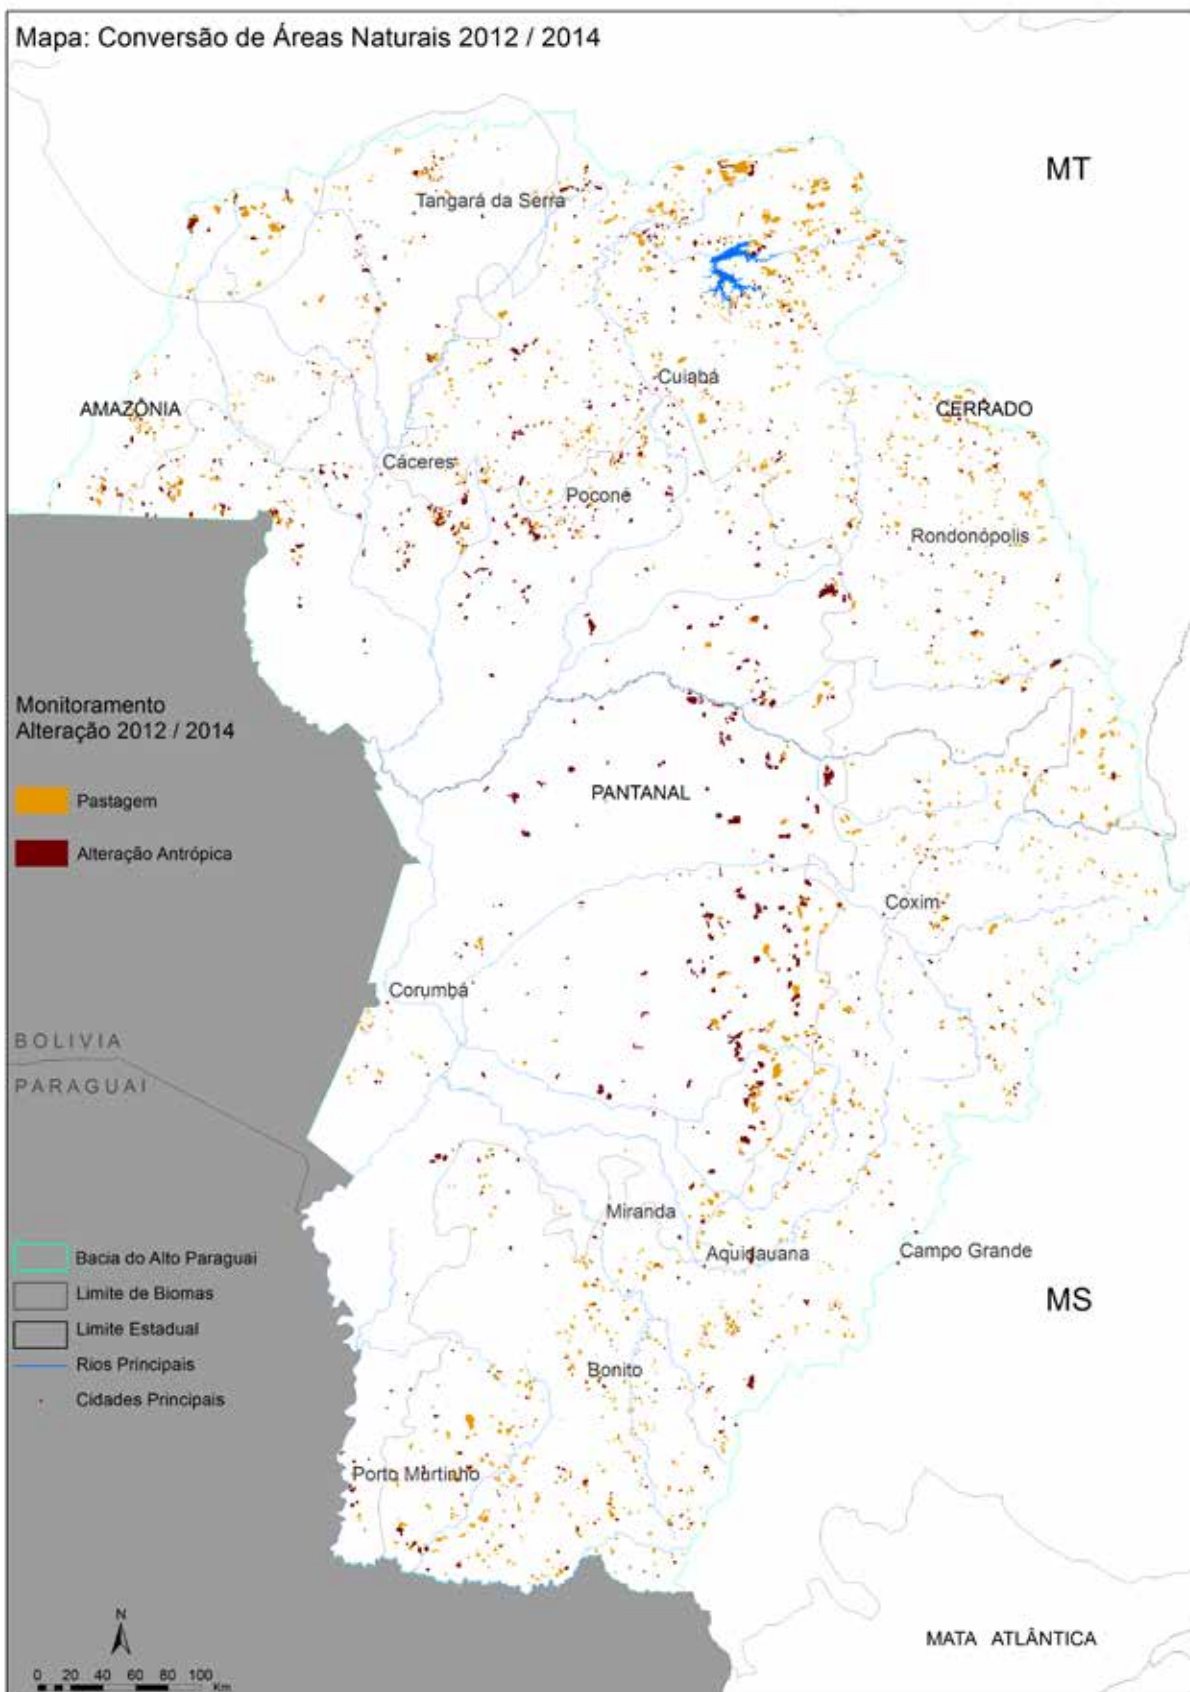 Mapa: Conversão de Áreas Naturais 2012 / 2014
MT
Tangará da Serra
Cuiabá
AMAZÔNIA
CERRADO
Cáceres
Poconé
Rondonópolis
Monitoramento
Alteração 2012 / 2014
PANTANAL
Pastagem
Alteração Antrópica
Coxim
Corumbá
BOLIVIA
PARAGUAI
Miranda
Aquidauana
Campo Grande
Bacia do Alto Paraguai
Limite de Biomas
MS
Limite Estadual
Rios Principais
Bonito
Cidades Principais
Porto Murtinho
N
MATA ATLÂNTICA
0 20 40 60 80 100
Km